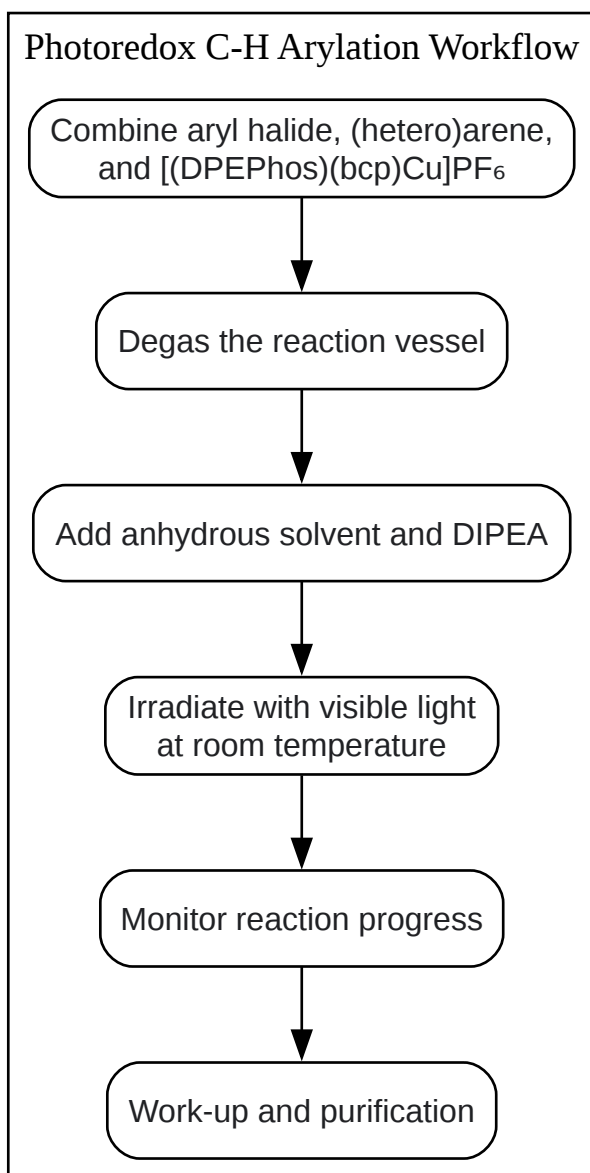 Photoredox C-H Arylation Workflow
Combine aryl halide, (hetero)arene,
and [(DPEPhos)(bcp)Cu]PF₆
Degas the reaction vessel
Add anhydrous solvent and DIPEA
Irradiate with visible light
at room temperature
Monitor reaction progress
Work-up and purification